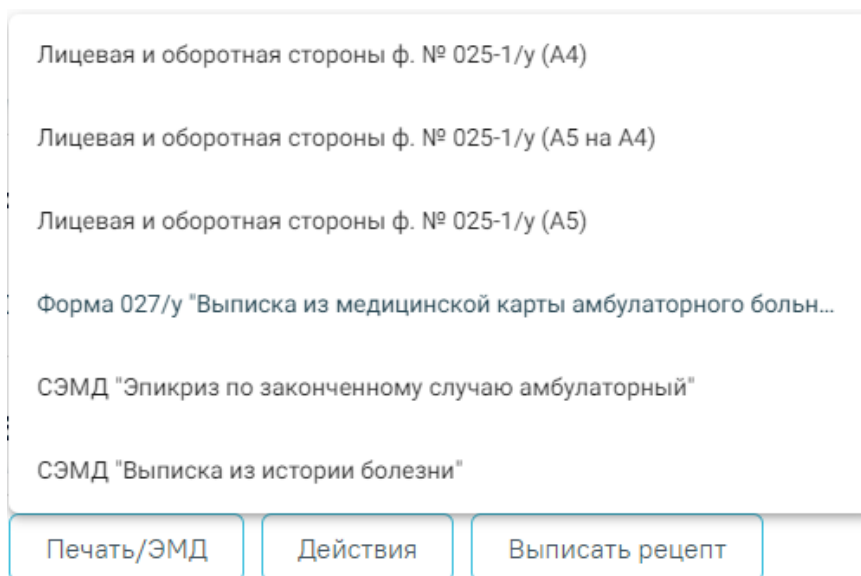 Лицевая и оборотная стороны ф. № 025-1/у (А4)
Лицевая и оборотная стороны ф. № 025-1/у (А5 на А4)
Лицевая и оборотная стороны ф. № 025-1/у (А5)
Форма 027/у "Выписка из медицинской карты амбулаторного больн...
СЭМД "Эпикриз по законченному случаю амбулаторный"
СЭМД "Выписка из истории болезни"
Печать/ЭМД Действия Выписать рецепт